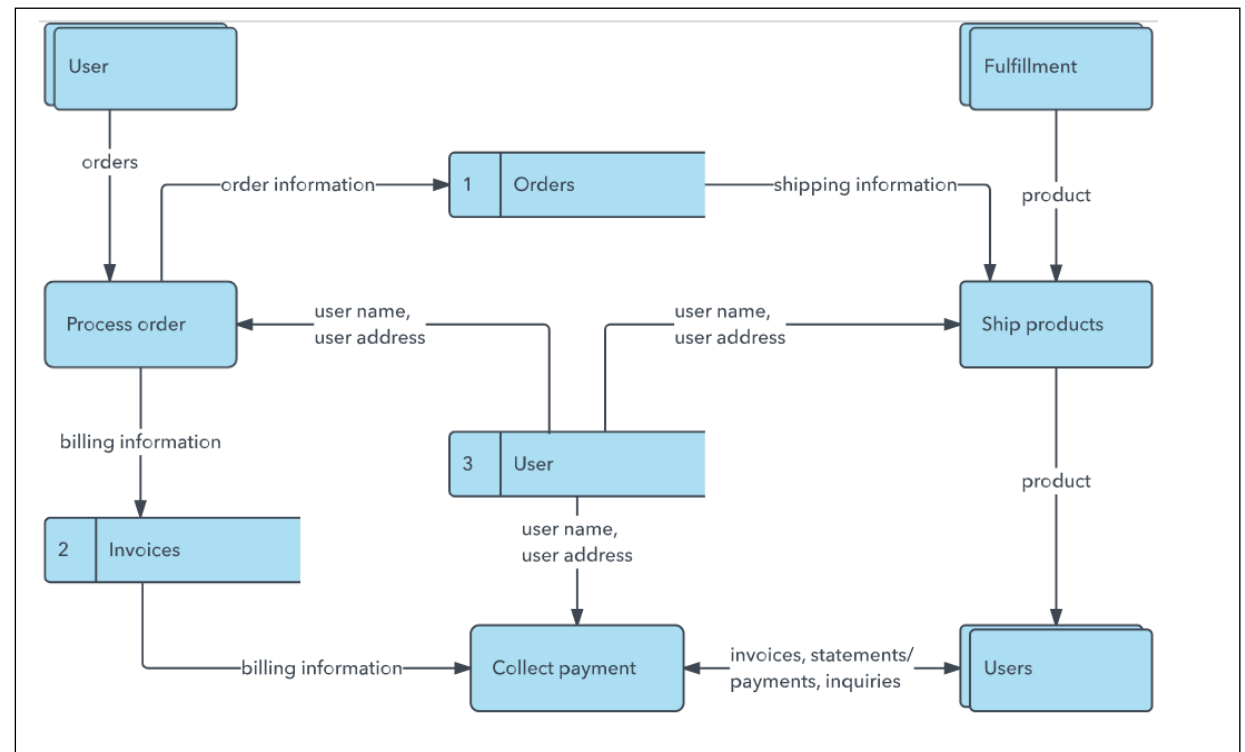 User
Fulfillment
orders
order information
1 Orders
shipping information
product
Process order
user name,
user address
user name,
user address
Ship products
billing information
3 User
product
user name,
user address
2 Invoices
billing information
Collect payment
invoices, statements/
payments, inquiries
Users